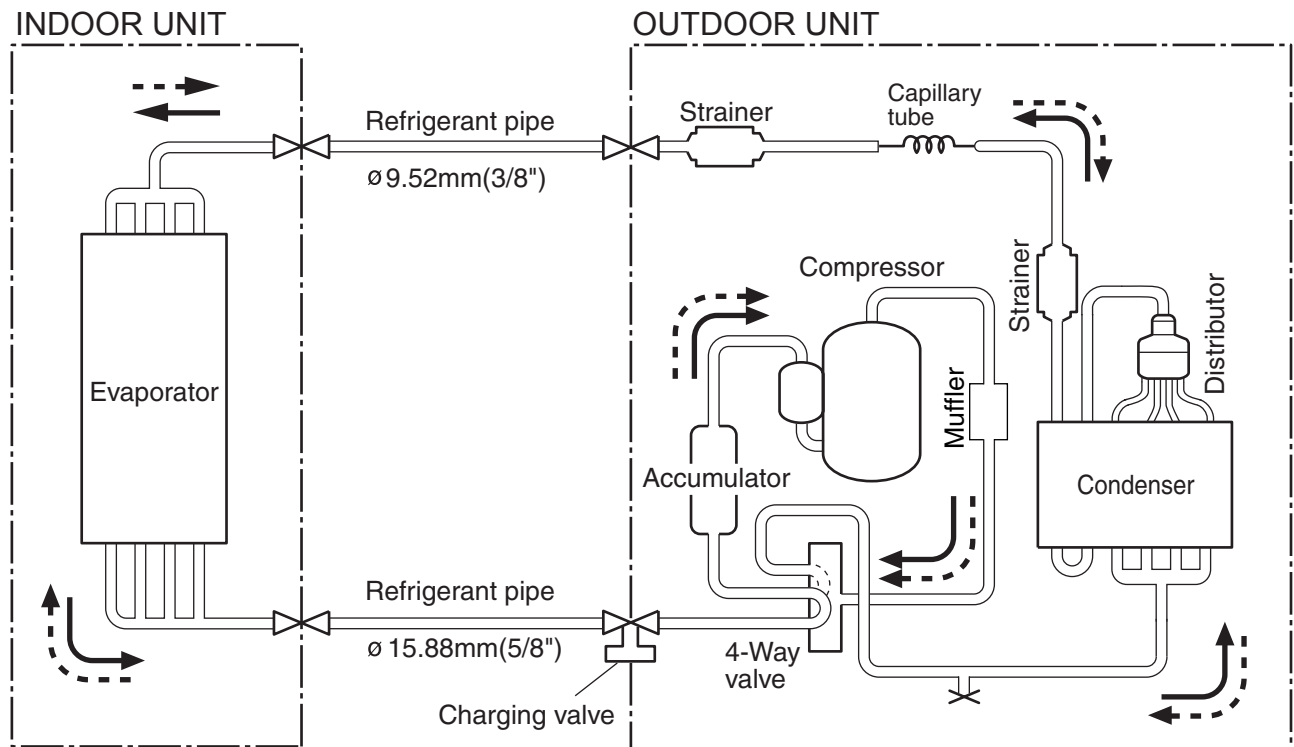 INDOOR UNIT
OUTDOOR UNIT
Refrigerant pipe
ø 9.52mm(3/8")
Strainer
Capillary
tube
Compressor
Strainer
Distributor
Evaporator
Muffler
Accumulator
Condenser
Refrigerant pipe
ø 15.88mm(5/8")
4-Way
valve
Charging valve